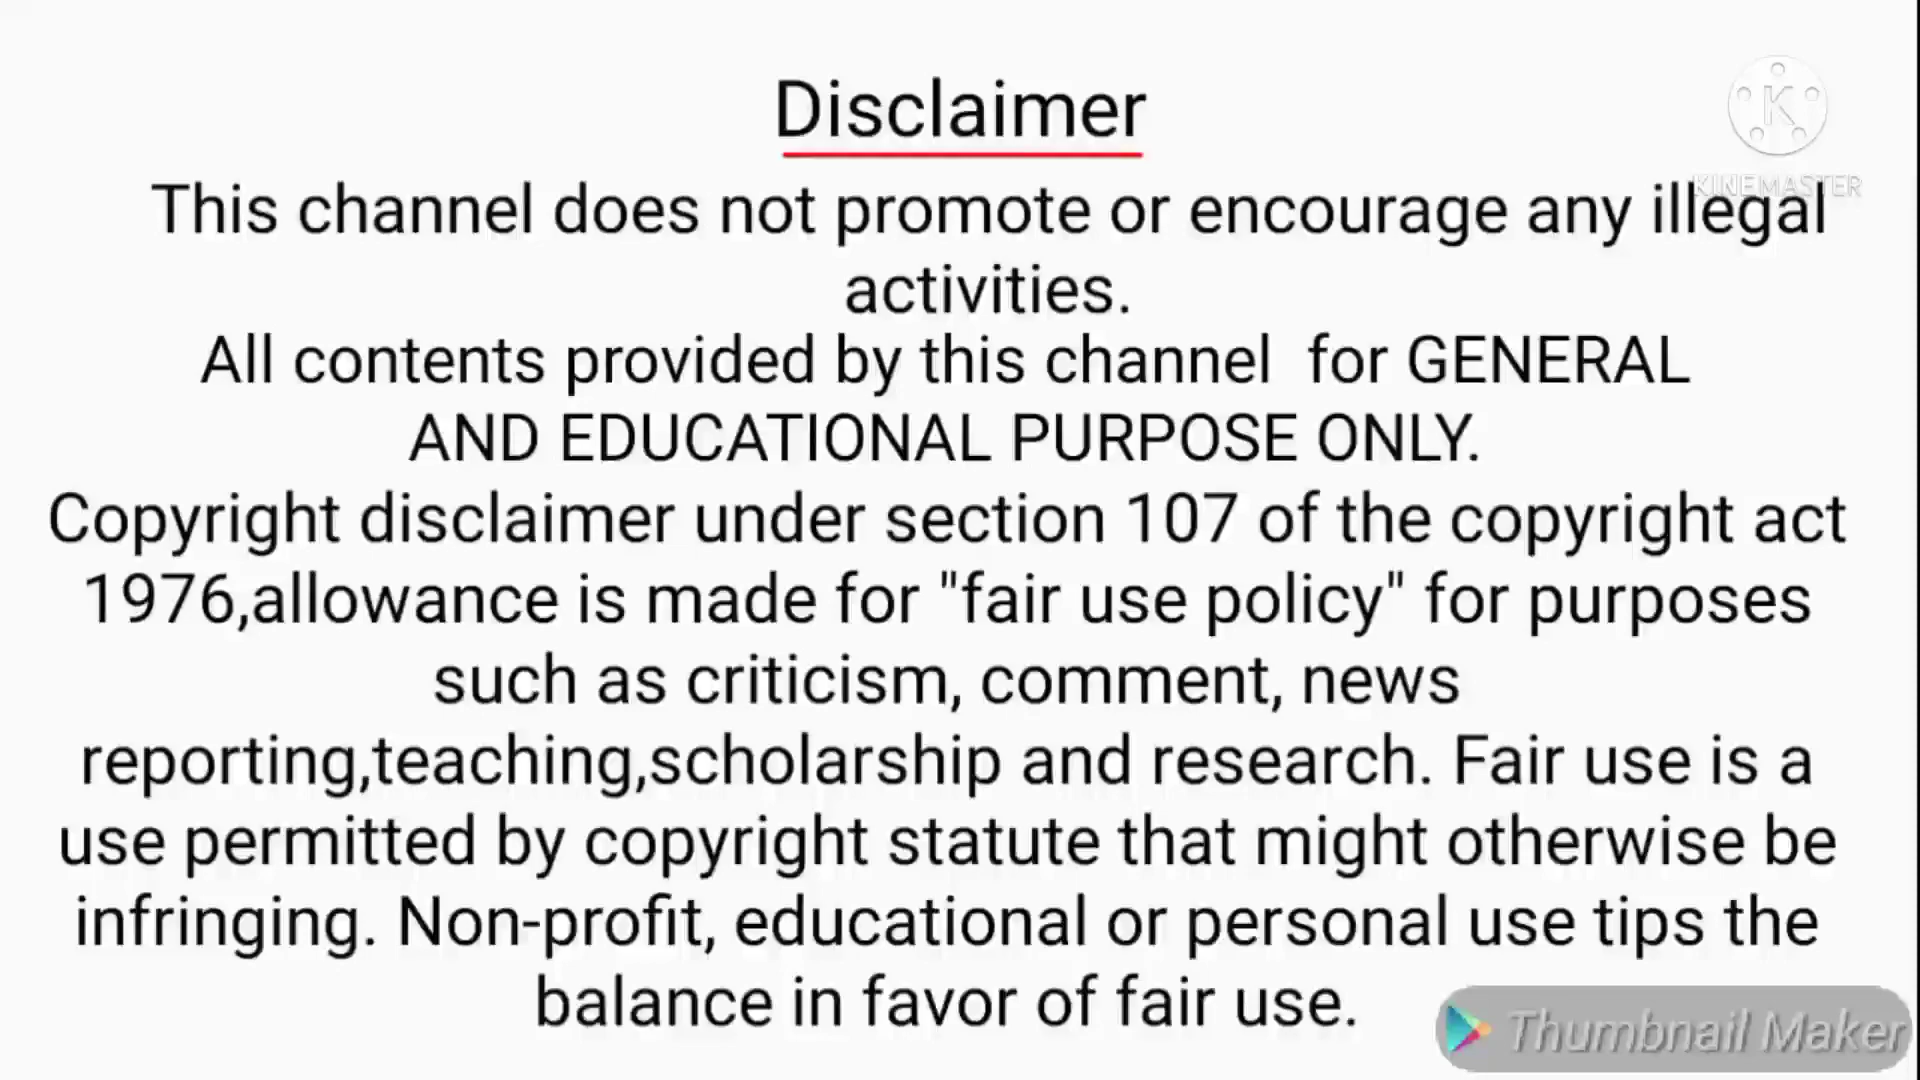 Disclaimer
KINEMASTER
This channel does not promote or encourage any illegal
activities.
All contents provided by this channel  for GENERAL
AND EDUCATIONAL PURPOSE ONLY.
Copyright disclaimer under section 107 of the copyright act
1976,allowance is made for "fair use policy" for purposes
such as criticism, comment, news
reporting,teaching,scholarship and research. Fair use is a
use permitted by copyright statute that might otherwise be
infringing. Non-profit, educational or personal use tips the
balance in favor of fair use.
Thumbnail Maker